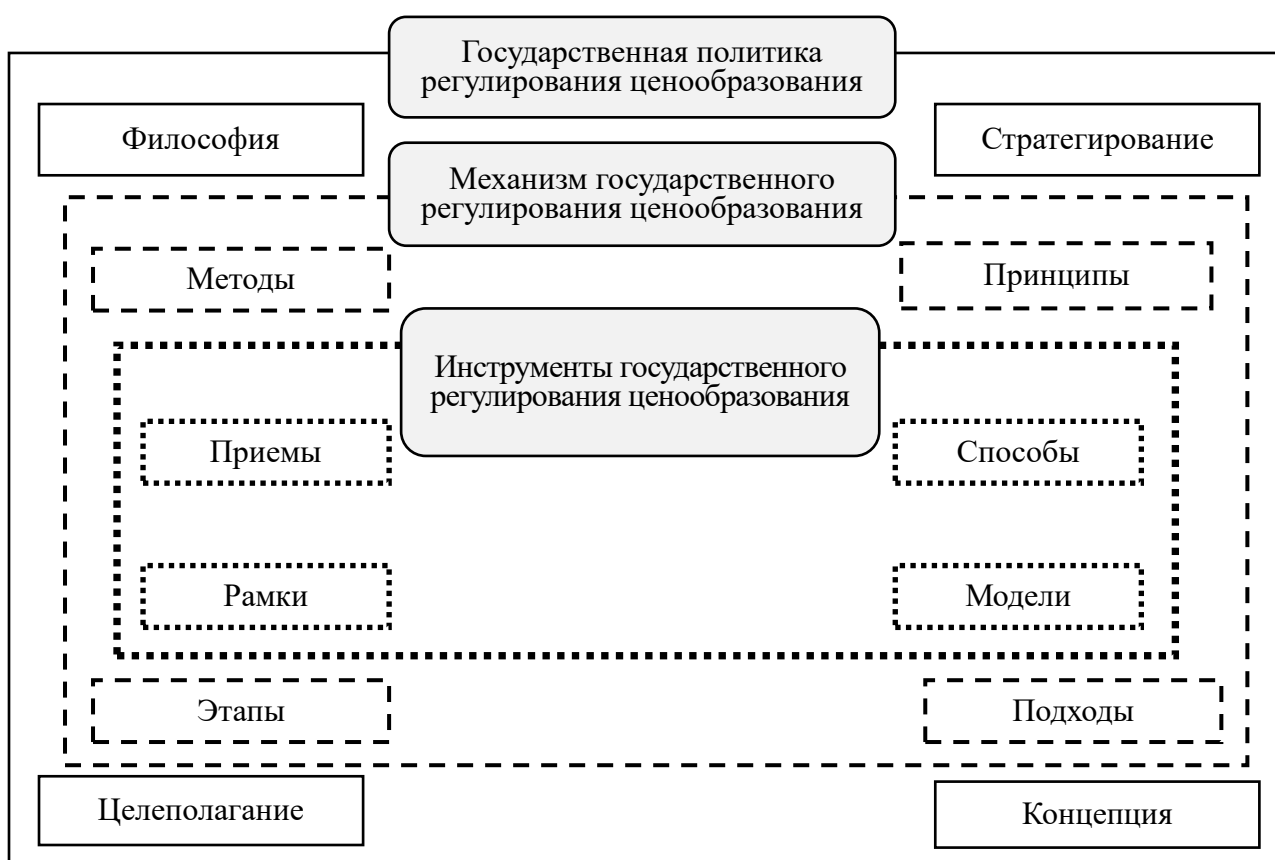 Государственная политика
регулирования ценообразования
Философия
Стратегирование
Механизм государственного
регулирования ценообразования
Методы
Принципы
Инструменты государственного
регулирования ценообразования
Приемы
Способы
Рамки
Модели
Этапы
Подходы
Целеполагание
Концепция